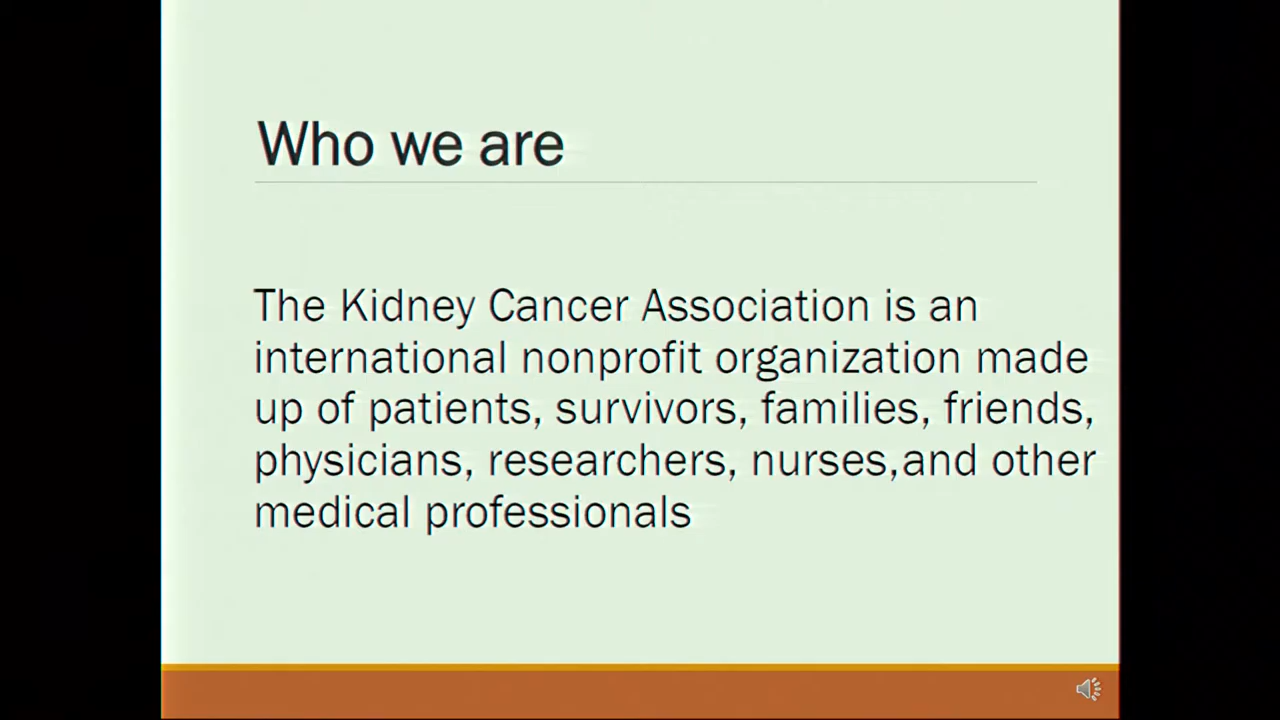 Who we are
The Kidney Cancer Association is an
international nonprofit organization made
up of patients, survivors, families, friends,
physicians, researchers, nurses,and other
medical professionals